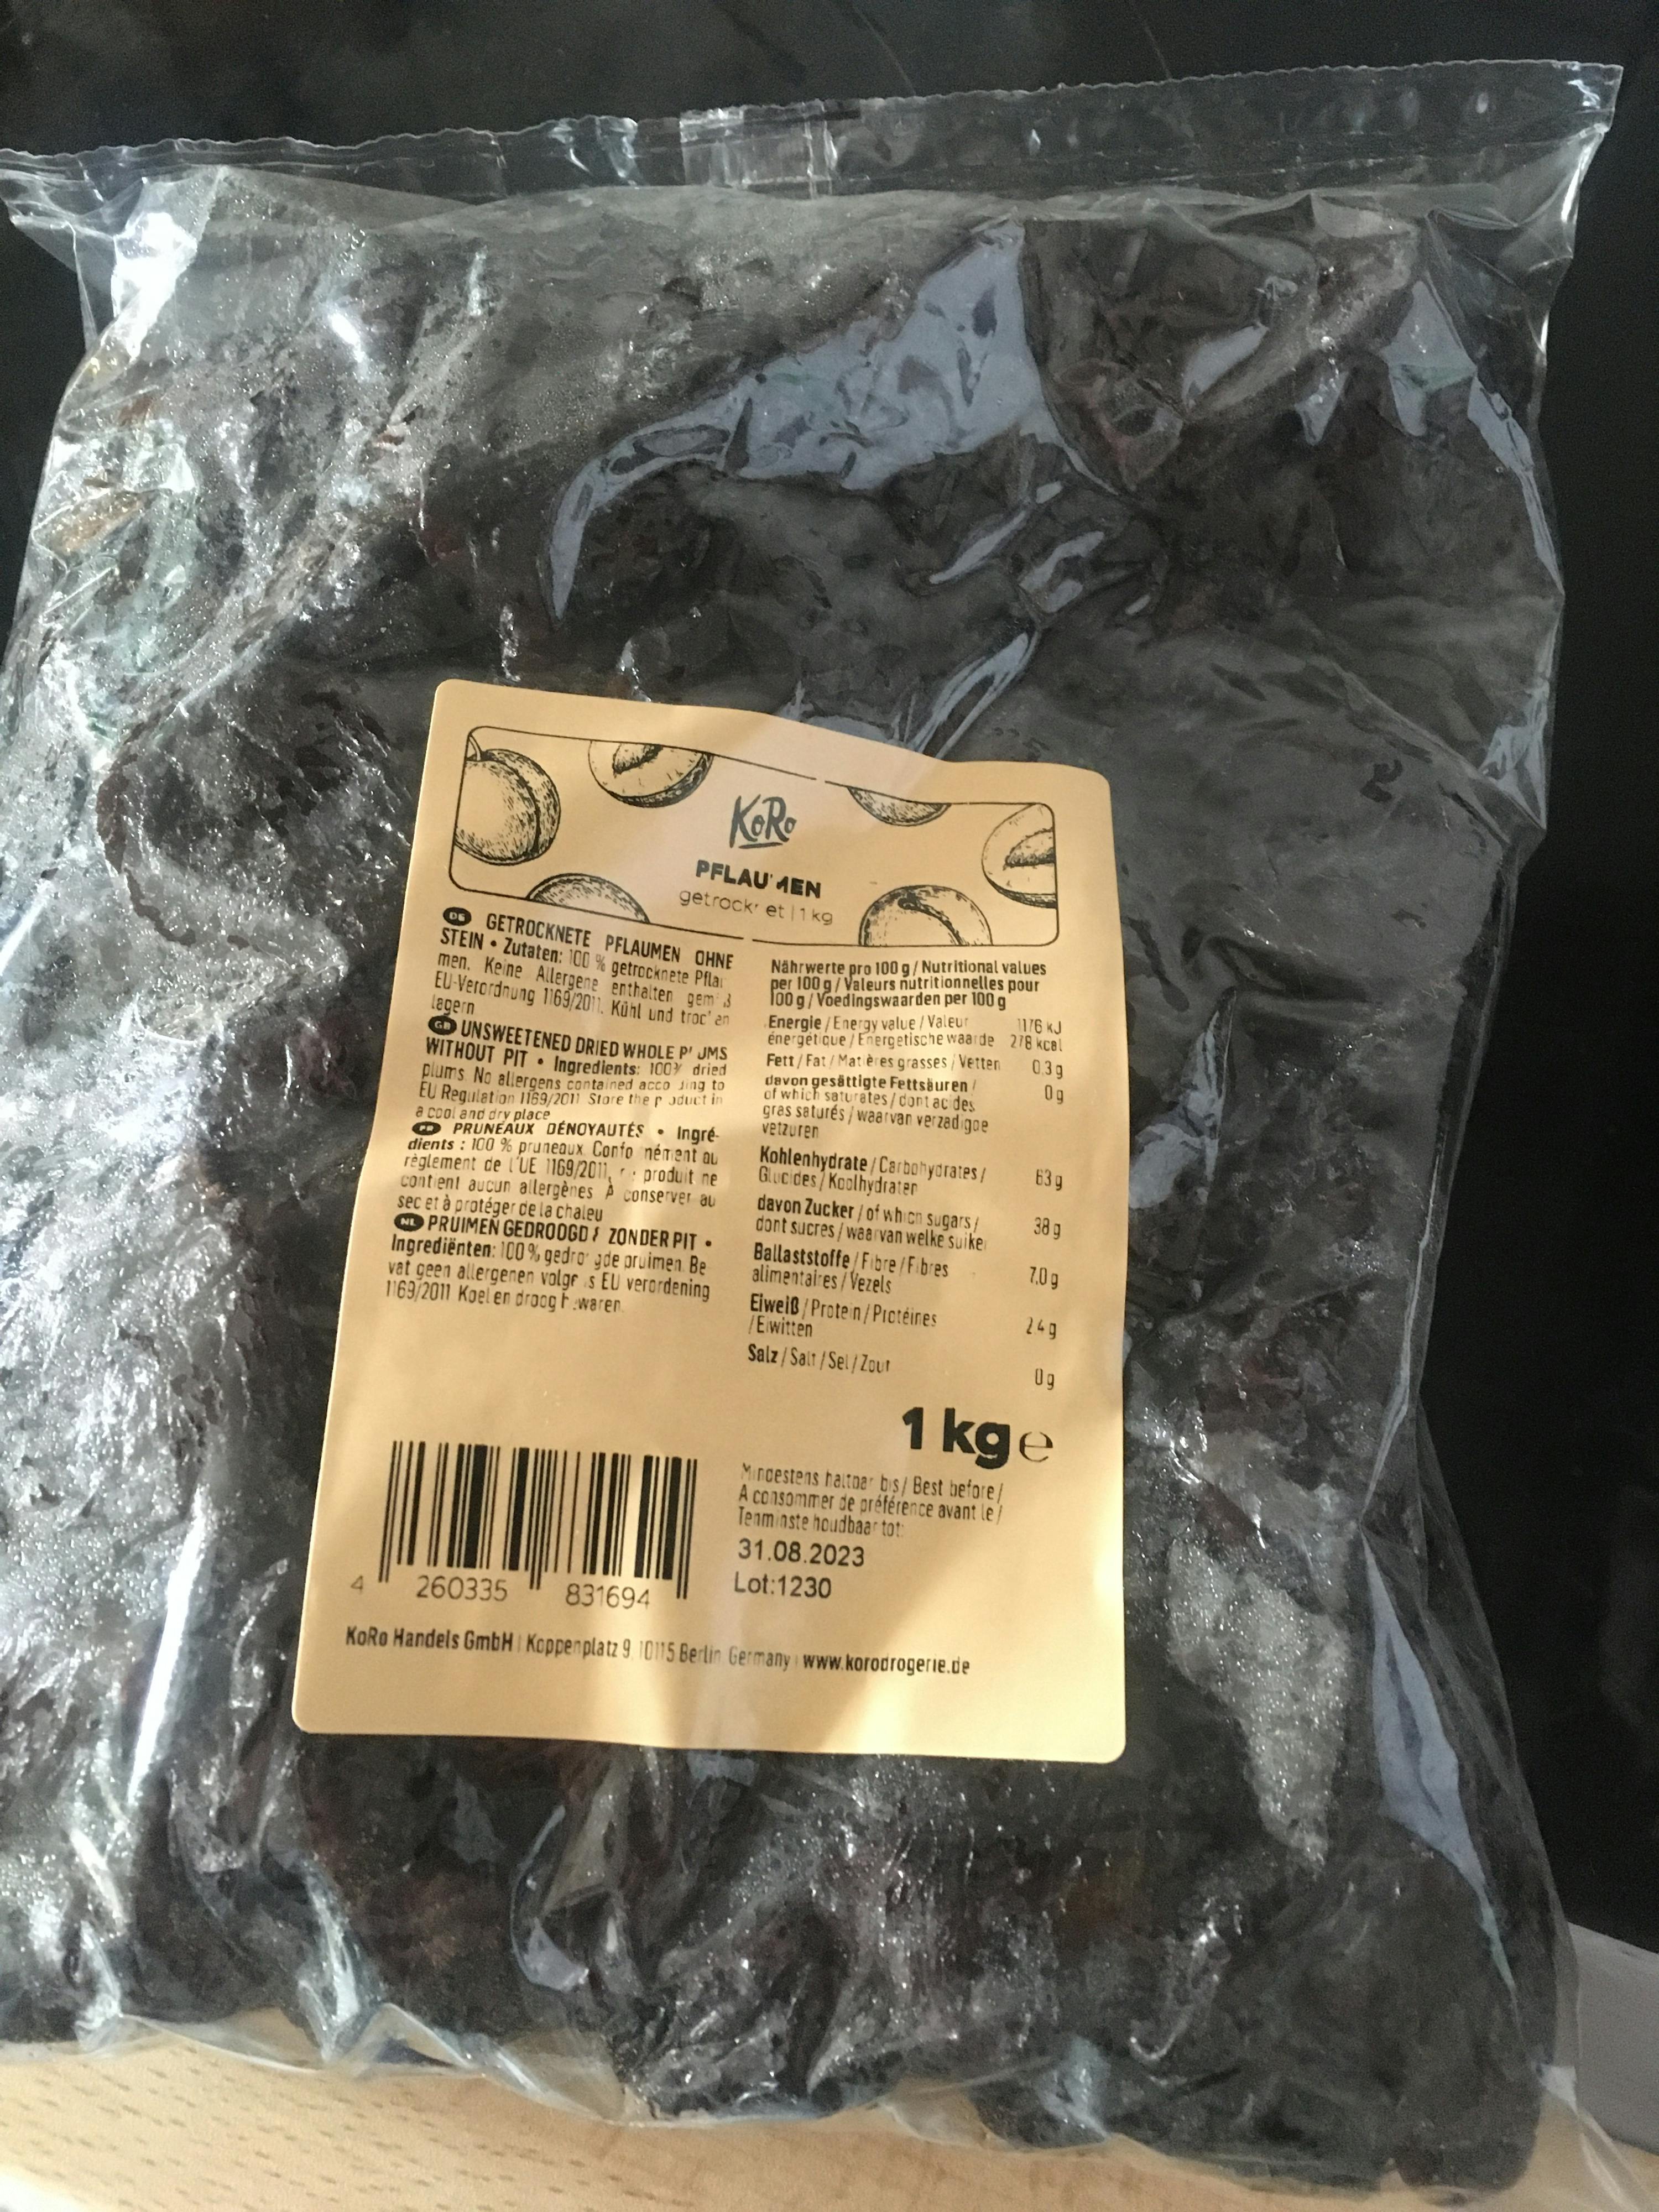 KoRo
PFLAUMEN
getrocknet | 1 kg
DE GETROCKNETE PFLAUMEN OHNE
STEIN • Zutaten: 100 % getrocknete Pflau
men. Keine Allergene enthalten gemäß
EU-Verordnung 1169/2011. Kühl und trocken
lagern
GB UNSWEETENED DRIED WHOLE PLUMS
WITHOUT PIT • Ingredients: 100% dried
plums. No allergens contained according to
EU Regulation 1169/2011 Store the product in
a cool and dry place
FR PRUNEAUX DÉNOYAUTÉS • Ingré-
dients : 100 % pruneaux. Conformément au
règlement de l'UE 1169/2011, produit ne
contient aucun allergènes À conserver au
sec et à protéger de la chaleu
NL PRUIMEN GEDROOGD ZONDER PIT •
Ingrediënten: 100 % gedroogde pruimen. Be
vat geen allergenen volgens EU verordening
1169/2011 Koel en droog bewaren
Nährwerte pro 100 g / Nutritional values
per 100 g / Valeurs nutritionnelles pour
100 g / Voedingswaarden per 100 g
Energie / Energy value / Valeur 1176 kJ
énergétique / Energetische waarde 278 kcal
Fett / Fat / Matières grasses / Vetten 0.3 g
davon gesättigte Fettsäuren / 0 g
of which saturates / dont acides
gras saturés / waarvan verzadigde
vetzuren
Kohlenhydrate / Carbohydrates / 63 g
Glucides / Koolhydraten
davon Zucker / of which sugars / 38 g
dont sucres / waarvan welke suiker
Ballaststoffe / Fibre / Fibres 7,0 g
alimentaires / Vezels
Eiweiß / Protein / Protéines 2.4 g
/ Eiwitten
Salz / Salt / Sel / Zout 0 g
1 kg e
Mindestens haltbar bis / Best before /
A consommer de préférence avant le /
Tenminste houdbaar tot:
31.08.2023
Lot:1230
4 260335 831694
KoRo Handels GmbH | Koppenplatz 9, 10115 Berlin, Germany | www.korodrogerie.de